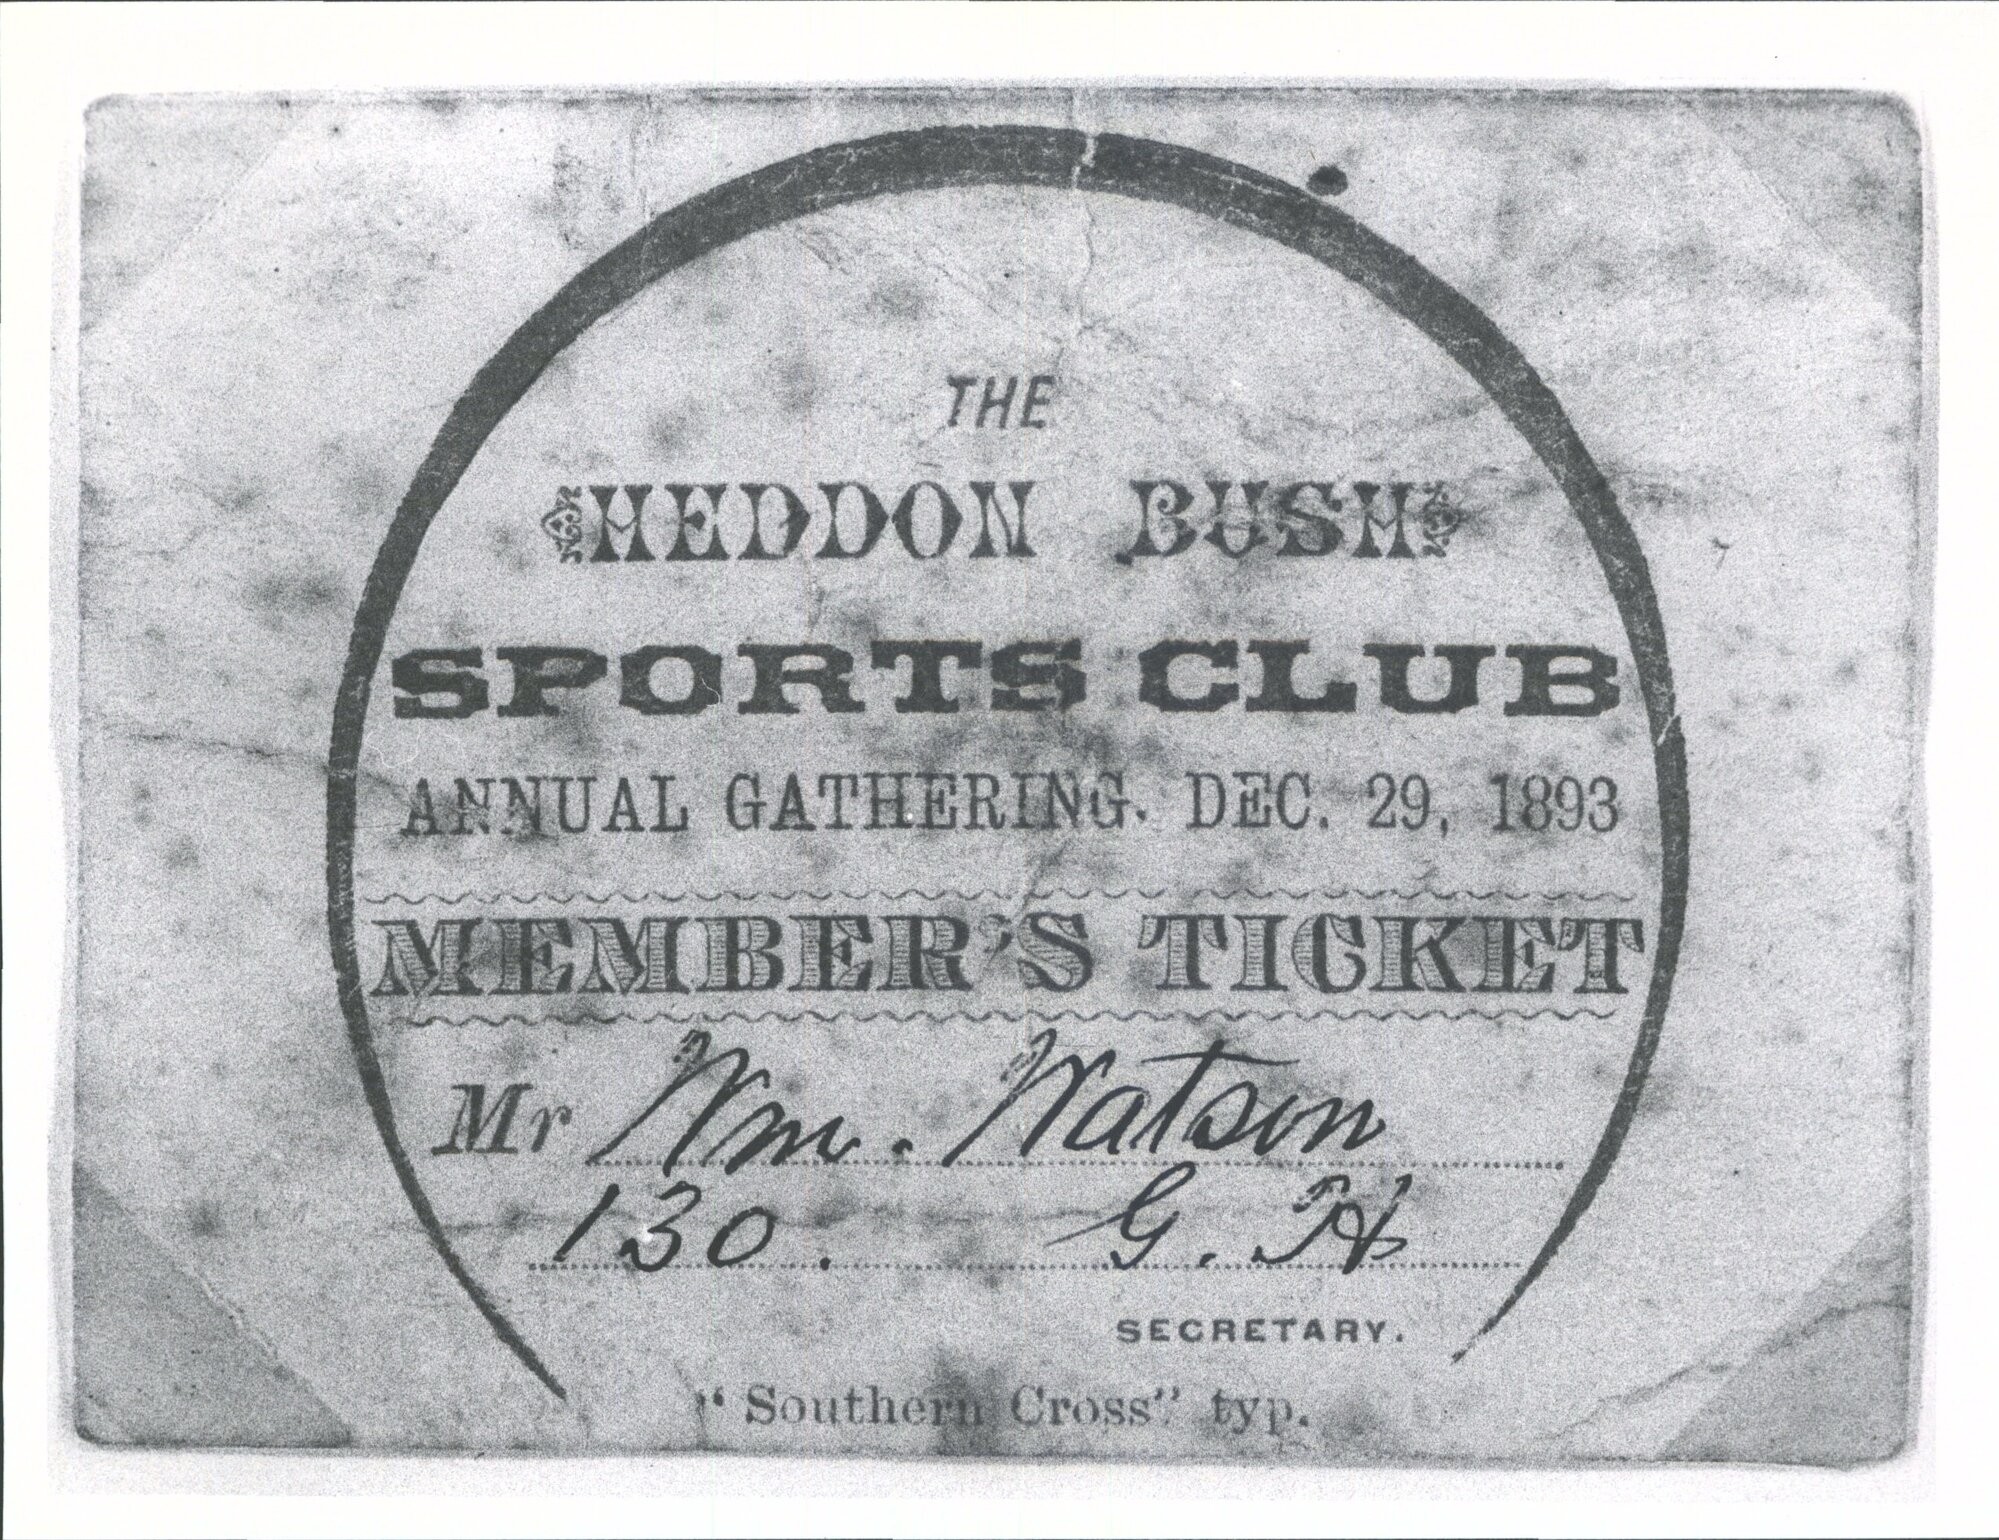 THE
HEDDON BUSH
SPORTS CLUB
ANNUAL GATHERING. DEC. 29, 1893
MEMBER'S TICKET
Mr Wm. Watson
130. G. H
SECRETARY.
"Southern Cross" typ.